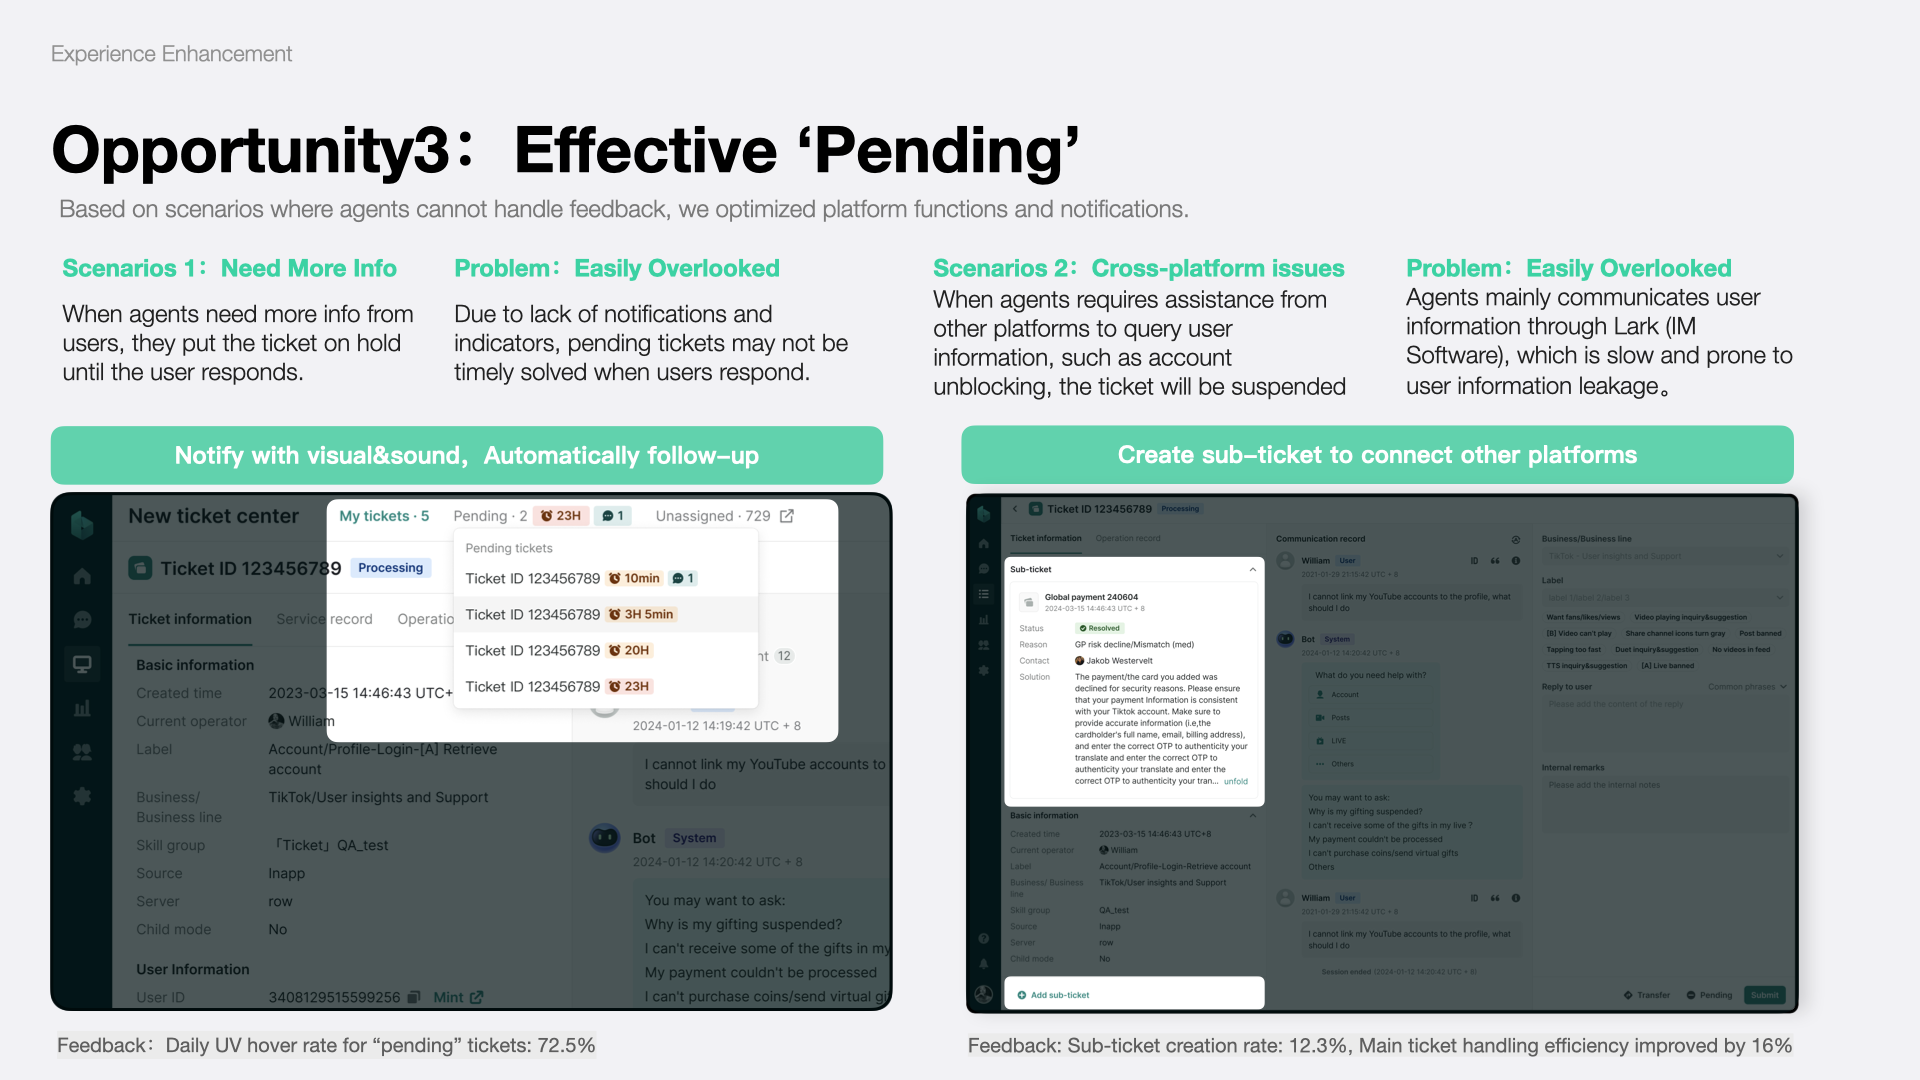 Experience Enhancement
Opportunity3： Effective ‘Pending’
Based on scenarios where agents cannot handle feedback, we optimized platform functions and notifications.
Scenarios 1：Need More Info
When agents need more info from
users, they put the ticket on hold
until the user responds.
Problem：Easily Overlooked
Due to lack of notifications and
indicators, pending tickets may not be
timely solved when users respond.
Scenarios 2：Cross-platform issues
When agents requires assistance from
other platforms to query user
information, such as account
unblocking, the ticket will be suspended
Problem：Easily Overlooked
Agents mainly communicates user
information through Lark (IM
Software), which is slow and prone to
user information leakage。
Notify with visual&sound，Automatically follow–up
New ticket center
My tickets · 5
Pending · 2
23H
1
Unassigned · 729
Ticket ID 123456789
Processing
Pending tickets
Ticket ID 123456789 10min 1
Ticket ID 123456789 3H 5min
Ticket ID 123456789 20H
Ticket ID 123456789 23H
Ticket information
Service record
Operatio
nt 12
Basic information
Created time 2023-03-15 14:46:43 UTC+
Current operator William
Label Account/Profile-Login-[A] Retrieve
account
Business/
Business line
TikTok/User insights and Support
Skill group 「Ticket」QA_test
Source Inapp
Server row
Child mode No
User Information
User ID 3408129515599256 Mint
2024-01-12 14:19:42 UTC + 8
I cannot link my YouTube accounts to
should I do
Bot System
2024-01-12 14:20:42 UTC + 8
You may want to ask:
Why is my gifting suspended?
I can't receive some of the gifts in my
My payment couldn't be processed
I can't purchase coins/send virtual gi
Feedback：Daily UV hover rate for “pending” tickets: 72.5%
Create sub–ticket to connect other platforms
Ticket ID 123456789 Processing
Ticket information
Operation record
Sub-ticket
Global payment 240604
2024-03-15 14:46:43 UTC + 8
Status Resolved
Reason GP risk decline/Mismatch (med)
Contact Jakob Westervelt
Solution The payment/the card you added was
declined for security reasons. Please ensure
that your payment Information is consistent
with your Tiktok account. Make sure to
provide accurate information (i.e,the
cardholder's full name, email, billing address),
and enter the correct OTP to authenticity your
translate and enter the correct OTP to
authenticity your translate and enter the
correct OTP to authenticity your tran... unfold
Basic information
Created time 2023-03-15 14:46:43 UTC+8
Current operator William
Label Account/Profile-Login-Retrieve account
Business/ Business
line
TikTok/User insights and Support
Skill group QA_test
Source Inapp
Server row
Child mode No
Add sub-ticket
Communication record
William User
2021-01-29 21:15:42 UTC + 8
I cannot link my YouTube accounts to the profile, what
should I do
Bot System
2024-01-12 14:20:42 UTC + 8
What do you need help with?
Account
Posts
LIVE
Others
You may want to ask:
Why is my gifting suspended?
I can't receive some of the gifts in my live ?
My payment couldn't be processed
I can't purchase coins/send virtual gifts
Others
William User
2021-01-29 21:15:42 UTC + 8
I cannot link my YouTube accounts to the profile, what
should I do
Session ended (2024-01-12 14:20:42 UTC + 8)
Business/Business line
TikTok - User Insights and Support
Label
Want fans/likes/views Video playing inquiry&suggestion
[B] Video can't play Share channel icons turn gray Post banned
Tapping too fast Duet inquiry&suggestion No videos in feed
TTS inquiry&suggestion [A] Live banned
Reply to user Common phrases
Please add the content of the reply
Internal remarks
Please add the internal notes
Transfer Pending Submit
Feedback: Sub-ticket creation rate: 12.3%, Main ticket handling efficiency improved by 16%